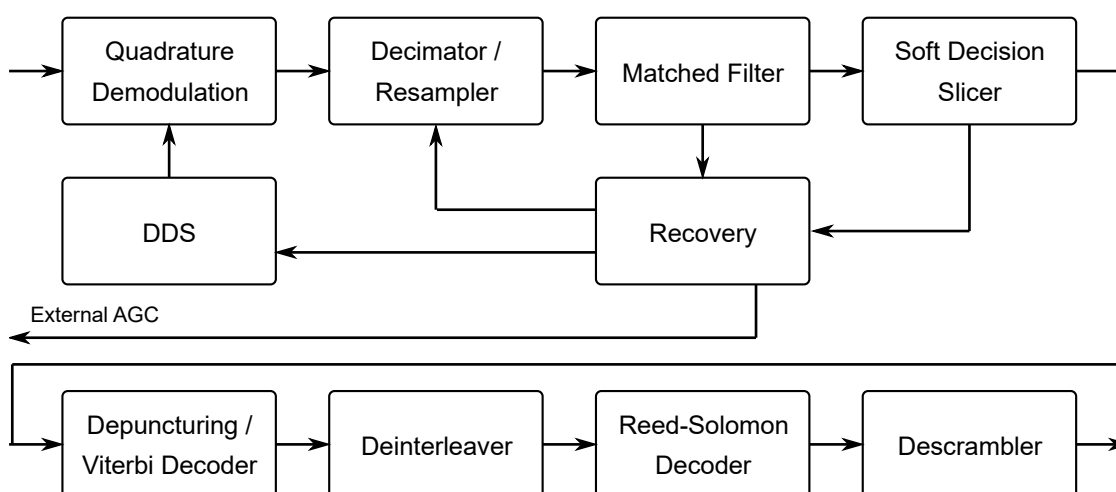 Quadrature
Demodulation
Decimator /
Resampler
Matched Filter
Soft Decision
Slicer
DDS
Recovery
External AGC
Depuncturing /
Viterbi Decoder
Deinterleaver
Reed-Solomon
Decoder
Descrambler